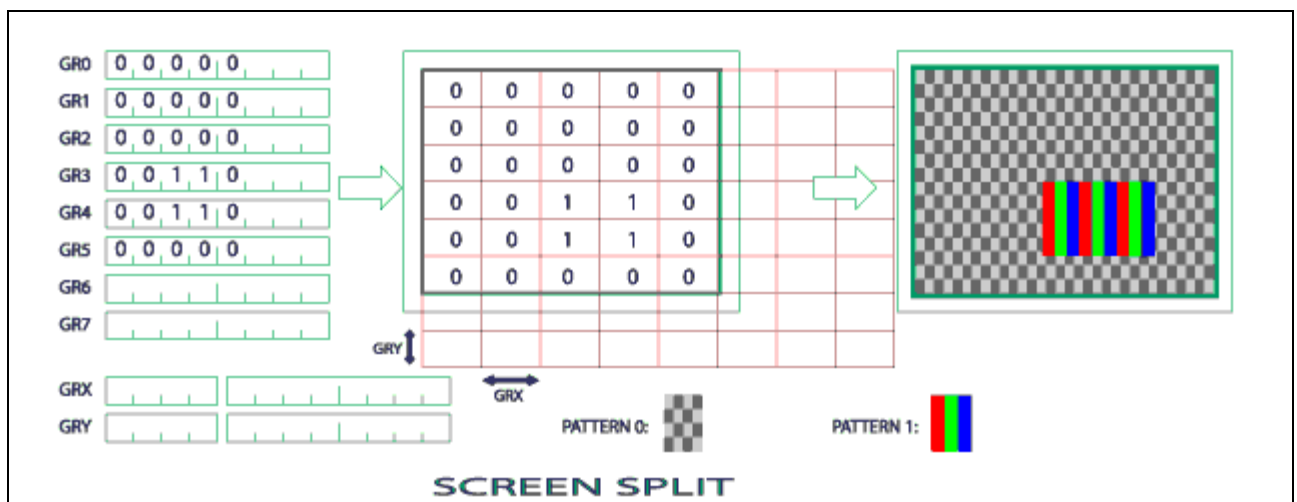 GR0 0 0 0 0 0
GR1 0 0 0 0 0
GR2 0 0 0 0 0
GR3 0 0 1 1 0
GR4 0 0 1 1 0
GR5 0 0 0 0 0
GR6
GR7
GRX
GRY
0 0 0 0 0
0 0 0 0 0
0 0 0 0 0
0 0 1 1 0
0 0 1 1 0
0 0 0 0 0
GRY
GRX
PATTERN 0:
PATTERN 1:
SCREEN SPLIT